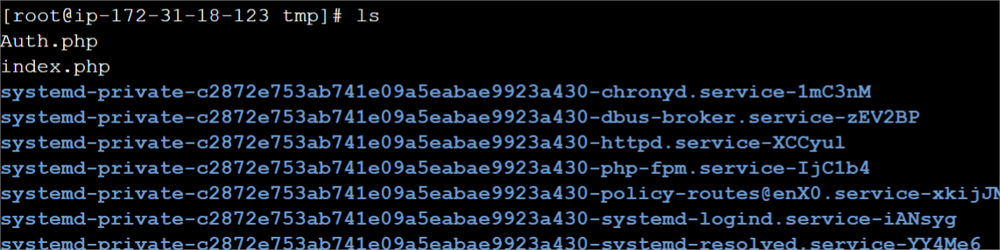 [root@ip-172-31-18-123 tmp]# ls
Auth.php
index.php
systemd-private-c2872e753ab741e09a5eabae9923a430-chronyd.service-1mC3nM
systemd-private-c2872e753ab741e09a5eabae9923a430-dbus-broker.service-zEV2BP
systemd-private-c2872e753ab741e09a5eabae9923a430-httpd.service-XCCyul
systemd-private-c2872e753ab741e09a5eabae9923a430-php-fpm.service-IjC1b4
systemd-private-c2872e753ab741e09a5eabae9923a430-policy-routes@enX0.service-xkijJM
systemd-private-c2872e753ab741e09a5eabae9923a430-systemd-logind.service-iANsyg
systemd-private-c2872e753ab741e09a5eabae9923a430-systemd-resolved.service-YY4Me6